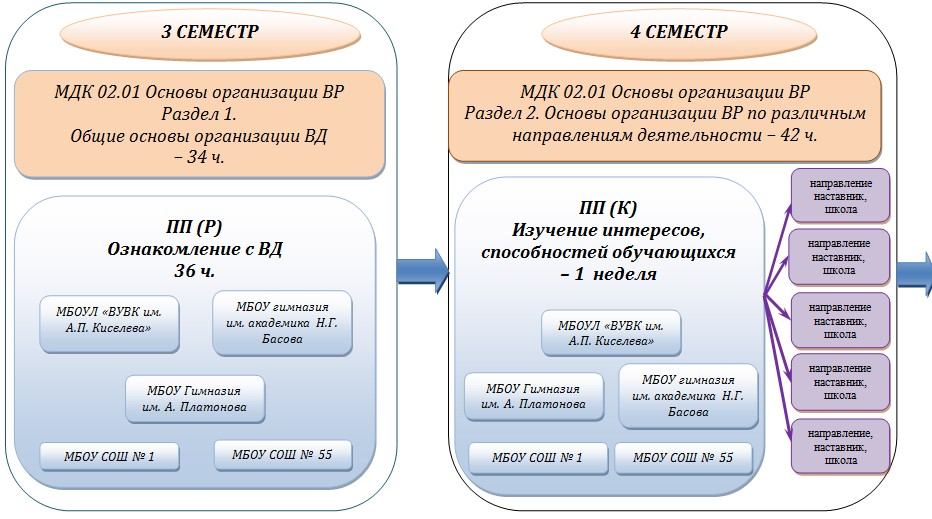 3 СЕМЕСТР
МДК 02.01 Основы организации ВР
Раздел 1.
Общие основы организации ВД
– 34 ч.
ПП (Р)
Ознакомление с ВД
36 ч.
МБОУЛ «ВУВК им.
А.П. Киселева»
МБОУ гимназия
им. академика Н.Г.
Басова
МБОУ Гимназия
им. А. Платонова
МБОУ СОШ № 1
МБОУ СОШ № 55
4 СЕМЕСТР
МДК 02.01 Основы организации ВР
Раздел 2. Основы организации ВР по различным
направлениям деятельности – 42 ч.
ПП (К)
Изучение интересов,
способностей обучающихся
– 1 неделя
МБОУЛ «ВУВК им.
А.П. Киселева»
МБОУ Гимназия
им. А. Платонова
МБОУ гимназия
им. академика Н.Г.
Басова
МБОУ СОШ № 1
МБОУ СОШ № 55
направление
наставник,
школа
направление
наставник,
школа
направление
наставник,
школа
направление
наставник,
школа
направление,
наставник,
школа